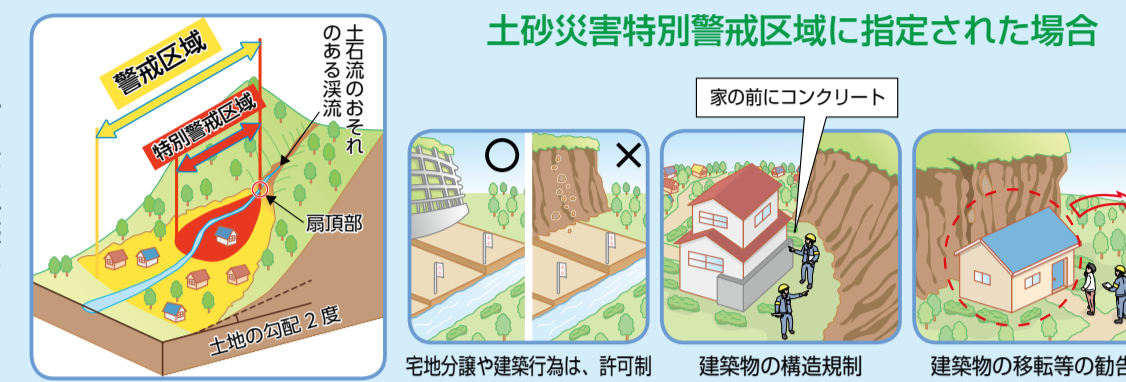 土砂災害特別警戒区域に指定された場合
警戒区域
特別警戒区域
土石流のおそれ
のある渓流
扇頂部
土地の勾配2度
家の前にコンクリート
○
×
宅地分譲や建築行為は、許可制
建築物の構造規制
建築物の移転等の勧告